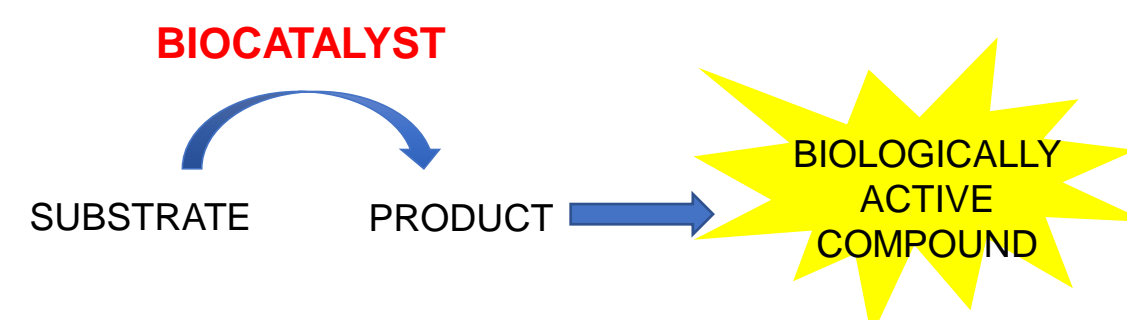 BIOCATALYST
SUBSTRATE
PRODUCT
BIOLOGICALLY
ACTIVE
COMPOUND